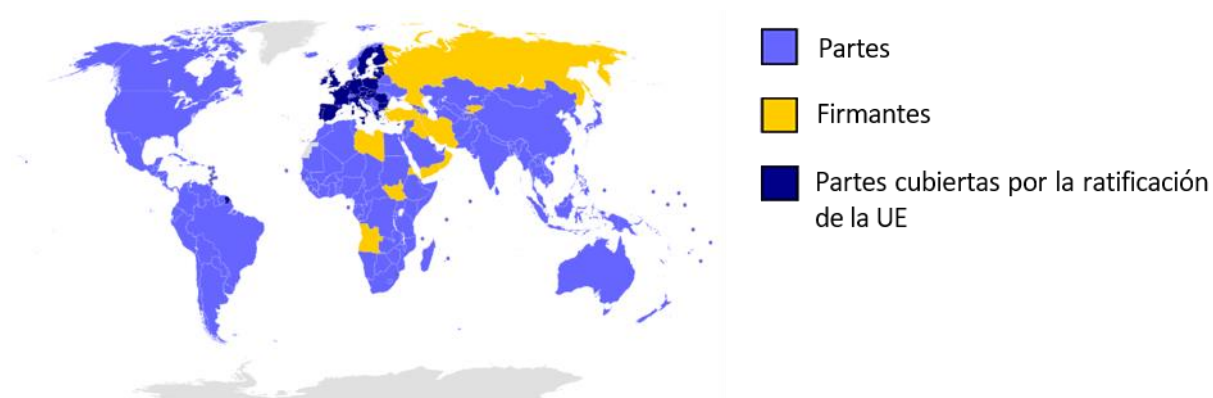 Partes
Firmantes
Partes cubiertas por la ratificación
de la UE